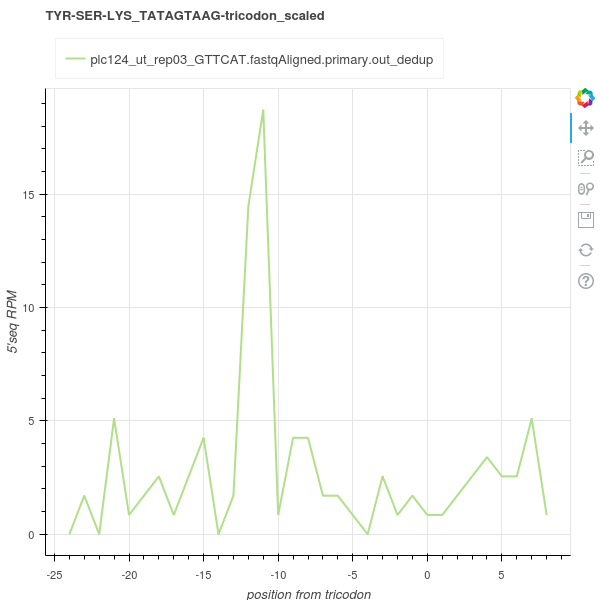 TYR-SER-LYS_TATAGTAAG-tricodon_scaled
plc124_ut_rep03_GTTCAT.fastqAligned.primary.out_dedup
15
10
5
0
5'seq RPM
-25 -20 -15 -10 -5 0 5
position from tricodon